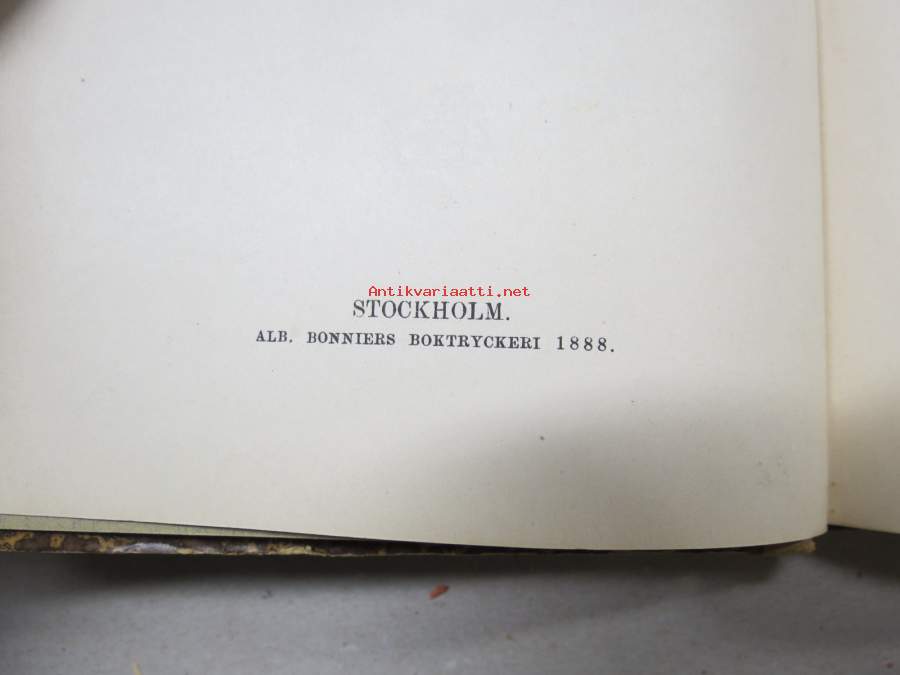 Antikvariaatti.net
STOCKHOLM.
ALB. BONNIERS BOKTRYCKERI 1888.